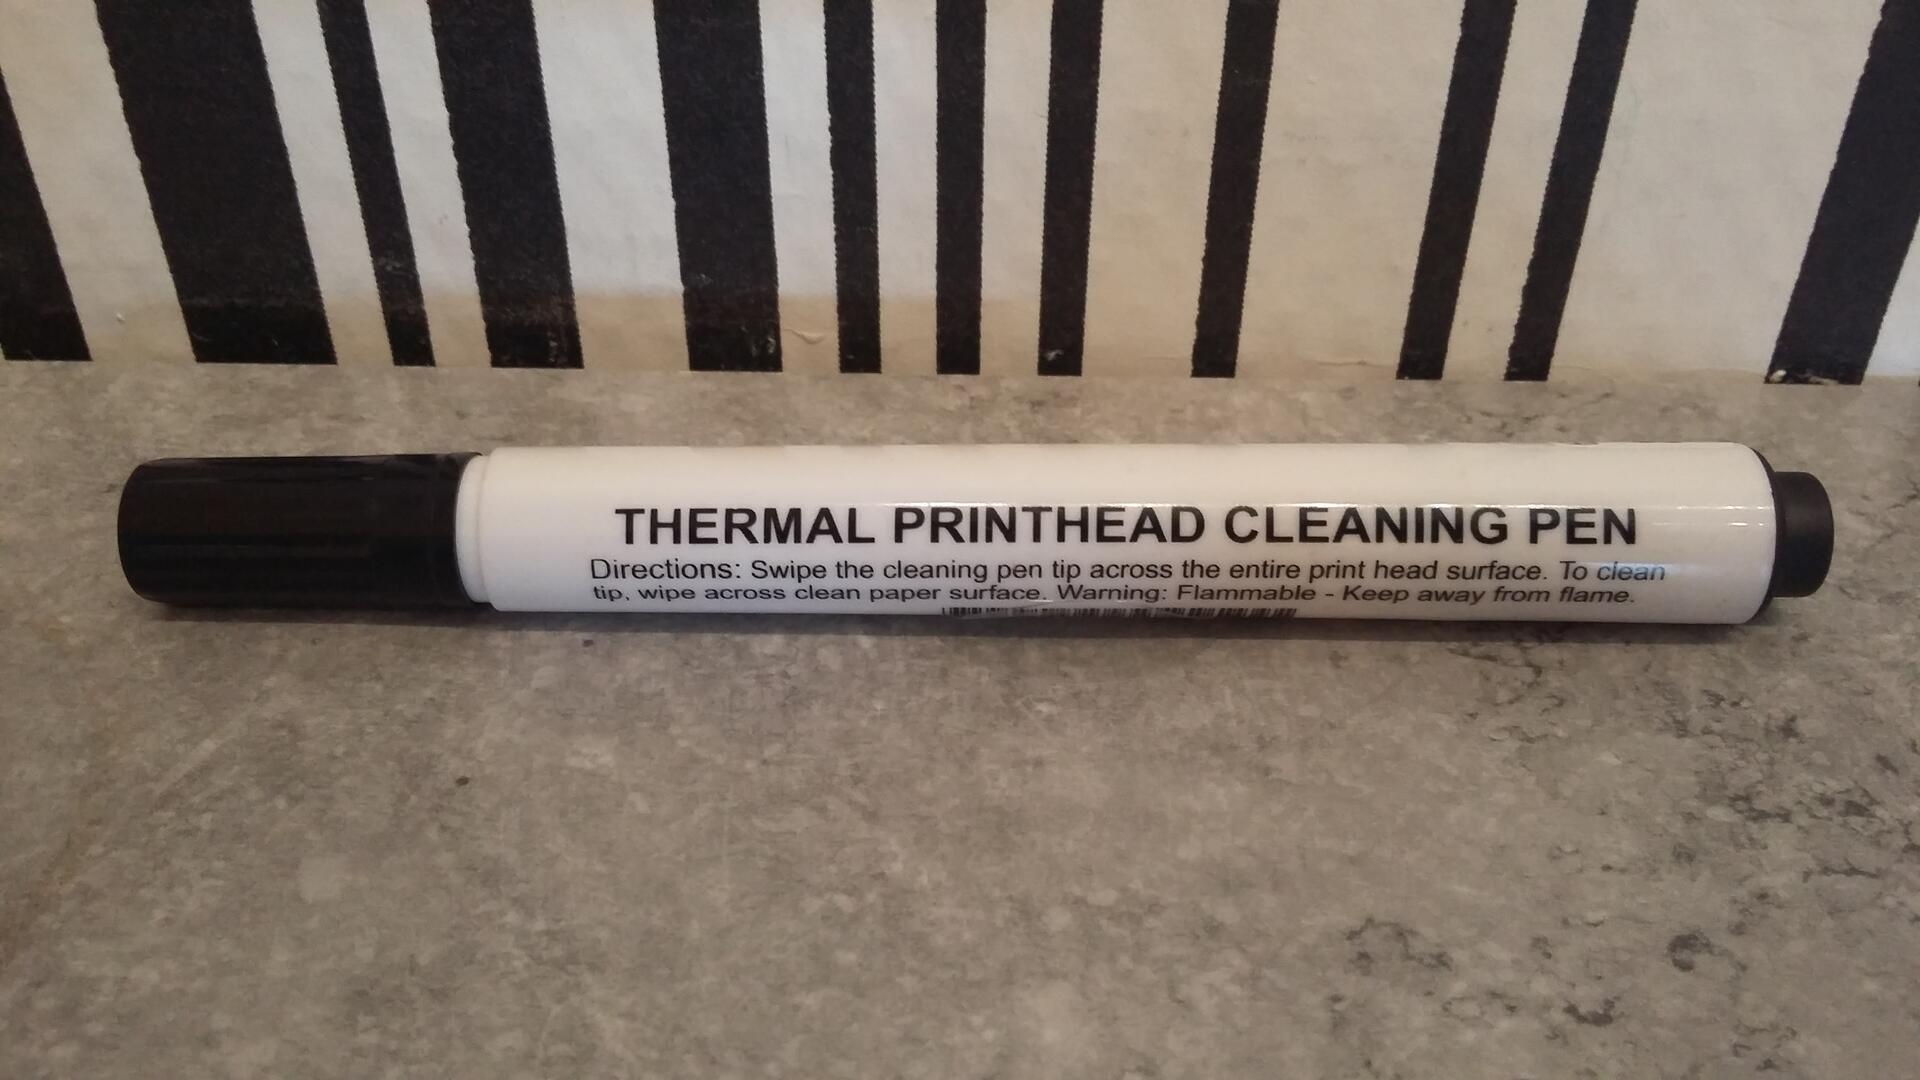 THERMAL PRINTHEAD CLEANING PEN
Directions: Swipe the cleaning pen tip across the entire print head surface. To clean
tip, wipe across clean paper surface. Warning: Flammable - Keep away from flame.